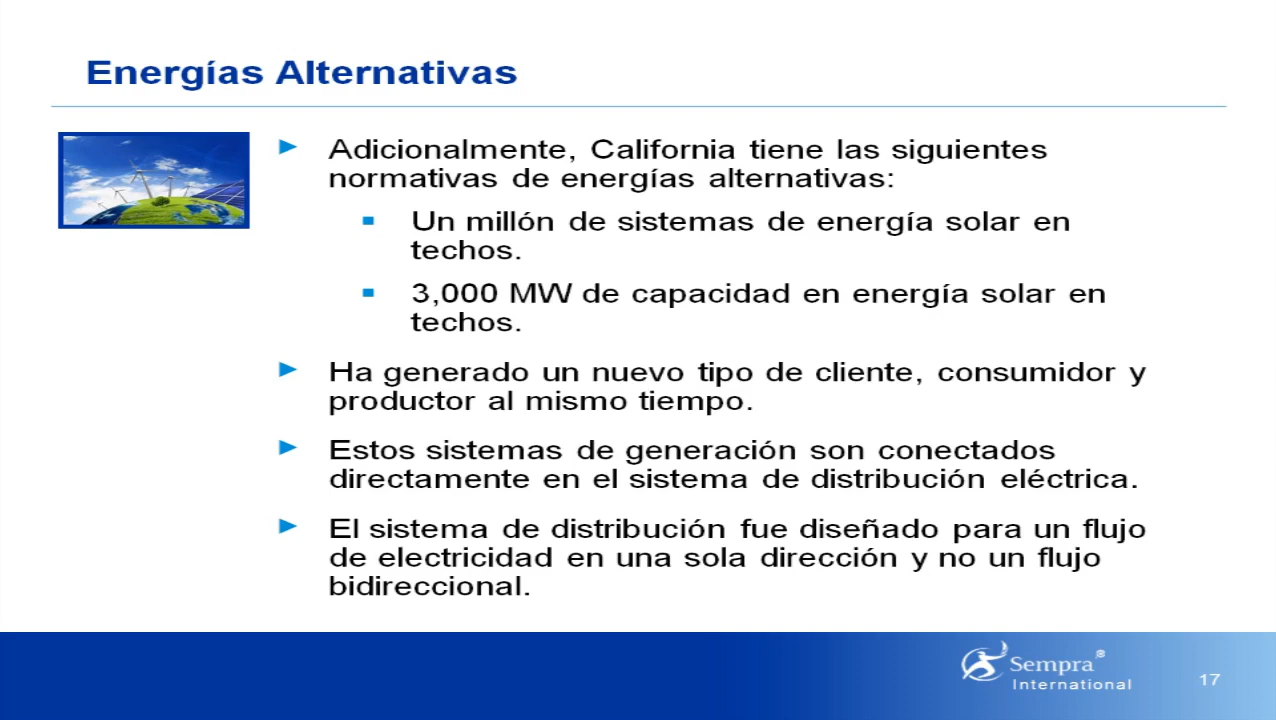 Energías Alternativas
Adicionalmente, California tiene las siguientes
normativas de energías alternativas:
Un millón de sistemas de energía solar en
techos.
3,000 MW de capacidad en energía solar en
techos.
Ha generado un nuevo tipo de cliente, consumidor y
productor al mismo tiempo.
Estos sistemas de generación son conectados
directamente en el sistema de distribución eléctrica.
El sistema de distribución fue diseñado para un flujo
de electricidad en una sola dirección y no un flujo
bidireccional.
Sempra®
International
17